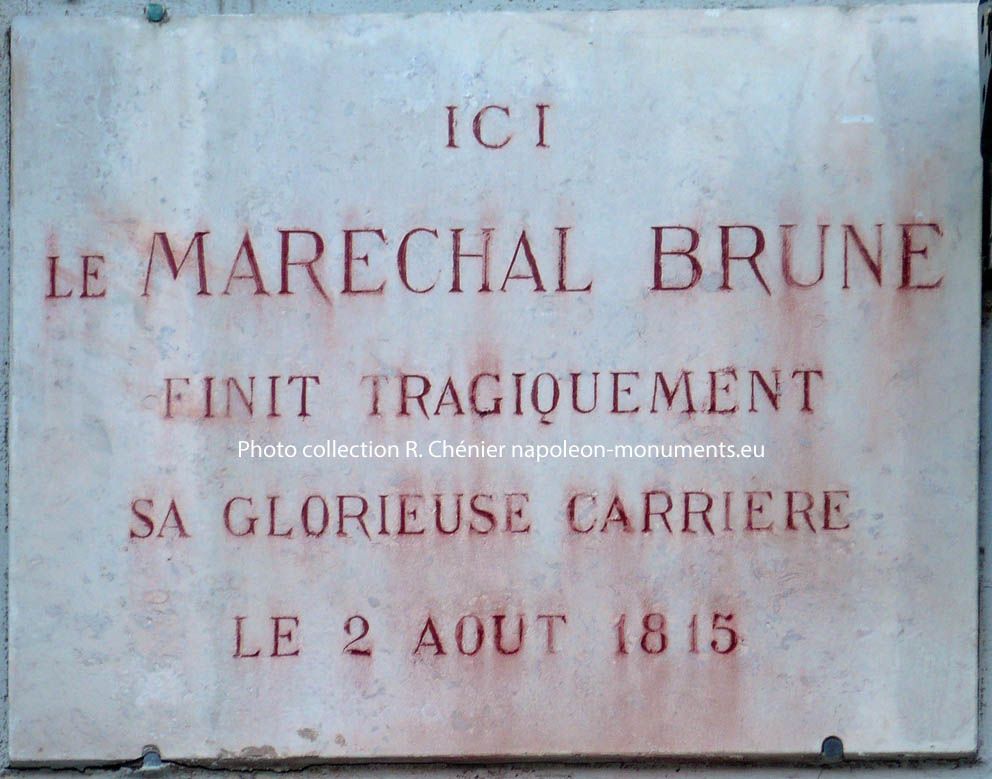 ICI
LE MARECHAL BRUNE
FINIT TRAGIQUEMENT
Photo collection R. Chénier napoleon-monuments.eu
SA GLORIEUSE CARRIERE
LE 2 AOUT 1815